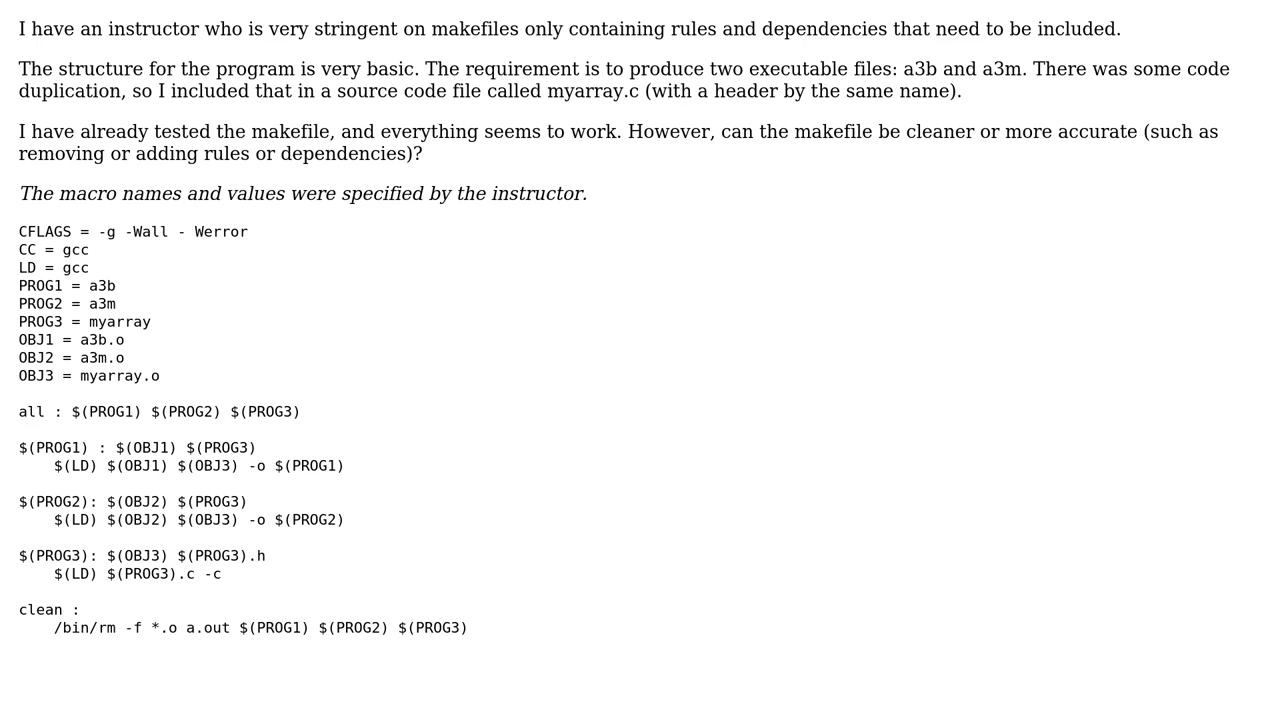 I have an instructor who is very stringent on makefiles only containing rules and dependencies that need to be included.
The structure for the program is very basic. The requirement is to produce two executable files: a3b and a3m. There was some code
duplication, so I included that in a source code file called myarray.c (with a header by the same name).
I have already tested the makefile, and everything seems to work. However, can the makefile be cleaner or more accurate (such as
removing or adding rules or dependencies)?
The macro names and values were specified by the instructor.
CFLAGS = -g -Wall - Werror
CC = gcc
LD = gcc
PROG1 = a3b
PROG2 = a3m
PROG3 = myarray
OBJ1 = a3b.o
OBJ2 = a3m.o
OBJ3 = myarray.o
all : $(PROG1) $(PROG2) $(PROG3)
$(PROG1) : $(OBJ1) $(PROG3)
    $(LD) $(OBJ1) $(OBJ3) -o $(PROG1)
$(PROG2): $(OBJ2) $(PROG3)
    $(LD) $(OBJ2) $(OBJ3) -o $(PROG2)
$(PROG3): $(OBJ3) $(PROG3).h
    $(LD) $(PROG3).c -c
clean :
    /bin/rm -f *.o a.out $(PROG1) $(PROG2) $(PROG3)